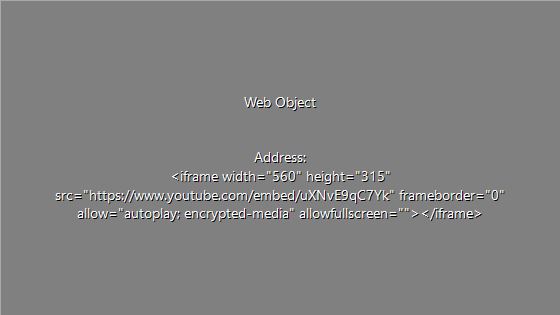 Web Object
Address:
<iframe width="560" height="315"
src="https://www.youtube.com/embed/uXNvE9qC7Yk" frameborder="0"
allow="autoplay; encrypted-media" allowfullscreen=""></iframe>